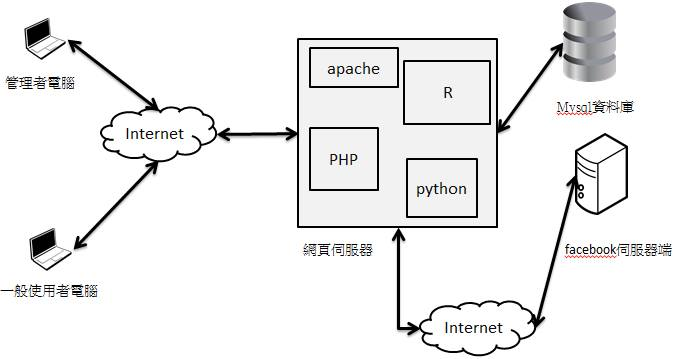 管理者電腦
Internet
一般使用者電腦
apache
R
PHP
python
網頁伺服器
Mysql資料庫
facebook伺服器端
Internet